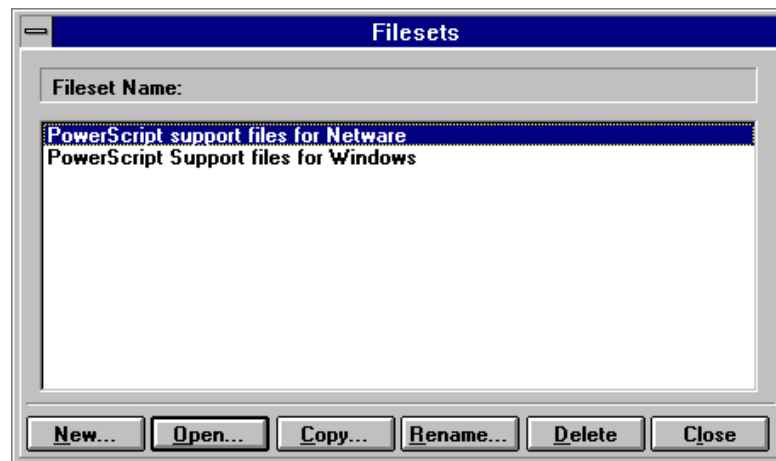 Filesets
Fileset Name:
PowerScript support files for Netware
PowerScript Support files for Windows
New... Open... Copy... Rename... Delete Close